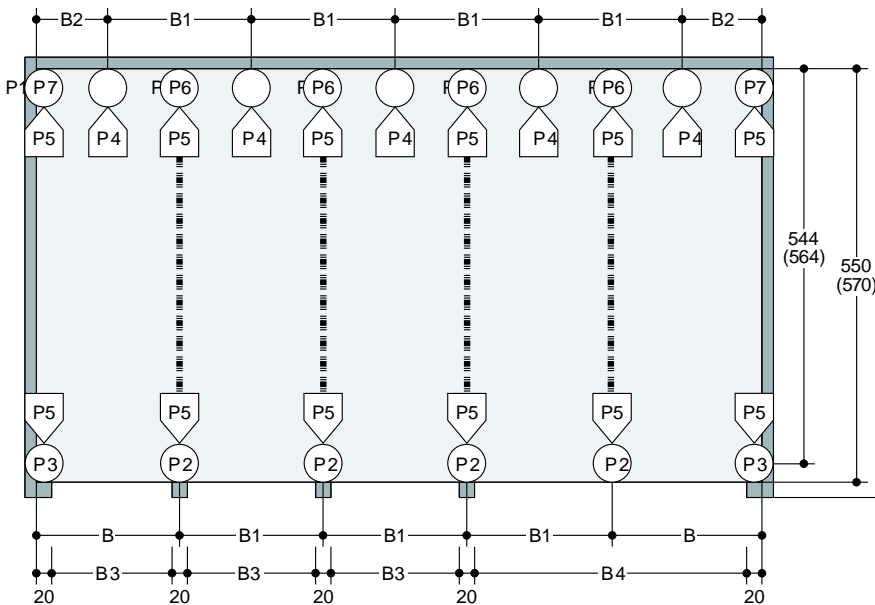 B2 B1 B1 B1 B1 B2
P1 P7 P P6 P P6 P P6 P P6 P7
P5 P4 P5 P4 P5 P4 P5 P4 P5 P4 P5
544
(564)
550
(570)
P5 P5 P5 P5 P5 P5
P3 P2 P2 P2 P2 P3
B B1 B1 B1 B
B3 B3 B3 B4
20 20 20 20 20